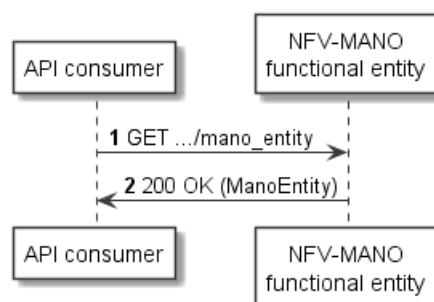 API consumer
NFV-MANO
functional entity
1 GET .../mano_entity
2 200 OK (ManoEntity)
API consumer
NFV-MANO
functional entity